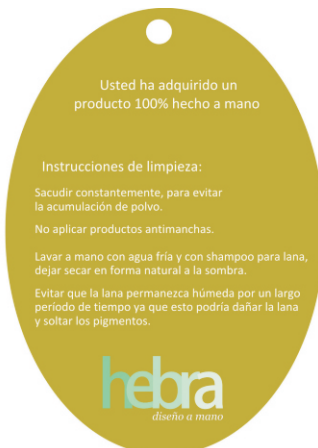 Usted ha adquirido un
producto 100% hecho a mano
Instrucciones de limpieza:
Sacudir constantemente, para evitar
la acumulación de polvo.
No aplicar productos antimanchas.
Lavar a mano con agua fría y con shampoo para lana,
dejar secar en forma natural a la sombra.
Evitar que la lana permanezca húmeda por un largo
período de tiempo ya que esto podría dañar la lana
y soltar los pigmentos.
hebra
diseño a mano